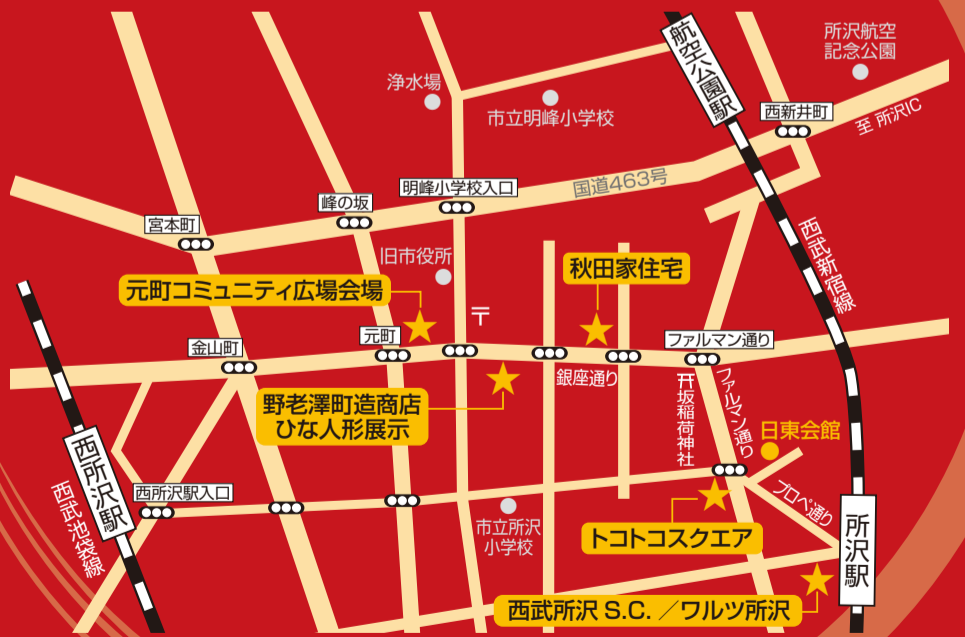 所沢航空
記念公園
航空公園駅
浄水場
市立明峰小学校
西新井町
至 所沢IC
国道463号
明峰小学校入口
峰の坂
宮本町
旧市役所
西武新宿線
秋田家住宅
元町コミュニティ広場会場
〒
元町
ファルマン通り
金山町
銀座通り
坂稲荷神社
ファルマン通り
野老澤町造商店
ひな人形展示
日東会館
西所沢駅
西武池袋線
西所沢駅入口
プロペ通り
市立所沢
小学校
トコトコスクエア
所沢駅
西武所沢 S.C. ／ワルツ所沢